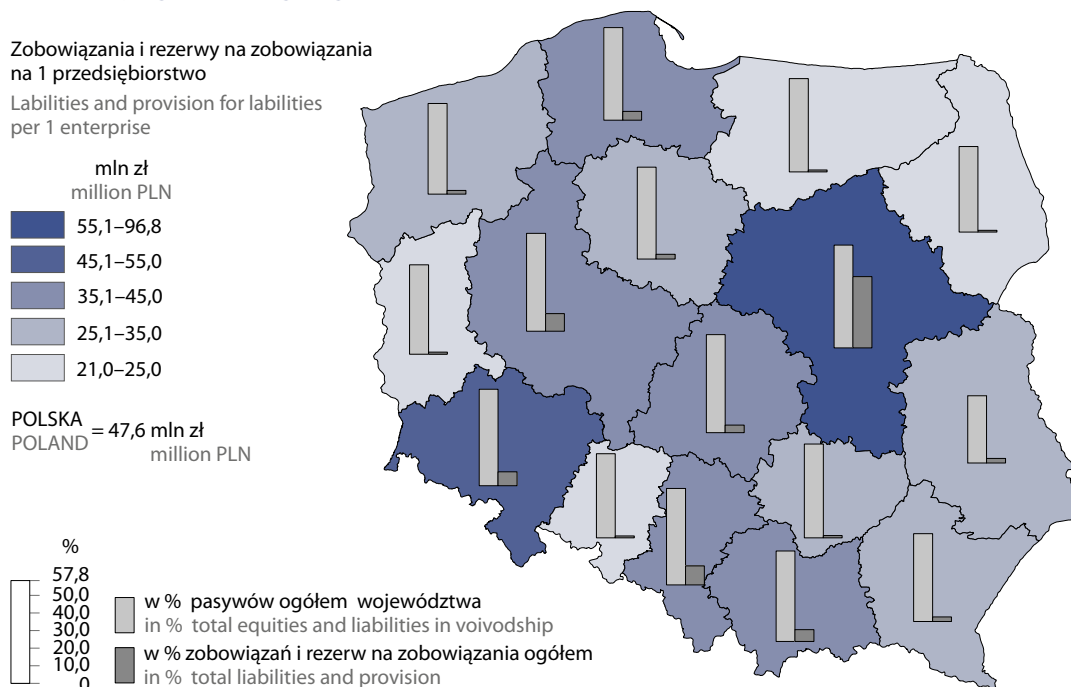 Zobowiązania i rezerwy na zobowiązania
na 1 przedsiębiorstwo
Labilities and provision for labilities
per 1 enterprise
mln zł
million PLN
55,1–96,8
45,1–55,0
35,1–45,0
25,1–35,0
21,0–25,0
POLSKA
POLAND = 47,6 mln zł
million PLN
%
57,8
50,0
40,0
30,0
20,0
10,0
0
w % pasywów ogółem województwa
in % total equities and liabilities in voivodship
w % zobowiązań i rezerw na zobowiązania ogółem
in % total liabilities and provision